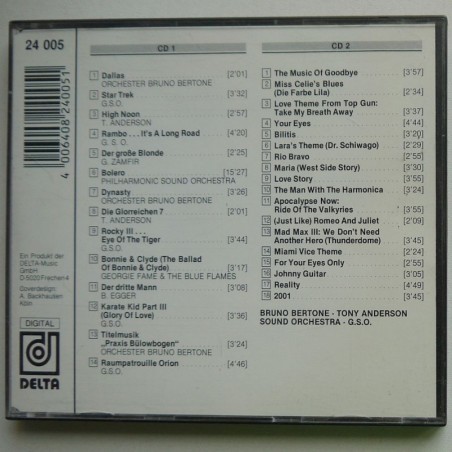 24 005
4 006408 240051
Ein Produkt der
DELTA-Music
GmbH
D-5020 Frechen 4
Coverdesign:
A. Backhausen
Köln
DIGITAL
DELTA
CD 1
1 Dallas [2'01]
ORCHESTER BRUNO BERTONE
2 Star Trek [3'32]
G.S.O.
3 High Noon [2'57]
T. ANDERSON
4 Rambo ... It's A Long Road [4'20]
G. S. O.
5 Der große Blonde [2'25]
G. ZAMFIR
6 Bolero [15'27]
PHILHARMONIC SOUND ORCHESTRA
7 Dynasty [3'26]
ORCHESTER BRUNO BERTONE
8 Die Glorreichen 7 [2'01]
T. ANDERSON
9 Rocky III ...
Eye Of The Tiger [3'44]
G.S.O.
10 Bonnie & Clyde (The Ballad
Of Bonnie & Clyde) [3'17]
GEORGIE FAME & THE BLUE FLAMES
11 Der dritte Mann [3'08]
B. EGGER
12 Karate Kid Part III
(Glory Of Love) [3'36]
G.S.O.
13 Titelmusik
„Praxis Bülowbogen" [3'24]
ORCHESTER BRUNO BERTONE
14 Raumpatrouille Orion [4'46]
G.S.O.
CD 2
1 The Music Of Goodbye [3'57]
2 Miss Celie's Blues
(Die Farbe Lila) [2'34]
3 Love Theme From Top Gun:
Take My Breath Away [3'37]
4 Your Eyes [4'44]
5 Bilitis [3'20]
6 Lara's Theme (Dr. Schiwago) [2'29]
7 Rio Bravo [2'55]
8 Maria (West Side Story) [3'30]
9 Love Story [3'55]
10 The Man With The Harmonica [3'24]
11 Apocalypse Now:
Ride Of The Valkyries [3'55]
12 (Just Like) Romeo And Juliet [2'09]
13 Mad Max III: We Don't Need
Another Hero (Thunderdome) [3'45]
14 Miami Vice Theme [2'24]
15 For Your Eyes Only [2'55]
16 Johnny Guitar [3'05]
17 Reality [4'49]
18 2001 [3'45]
BRUNO BERTONE · TONY ANDERSON
SOUND ORCHESTRA · G.S.O.